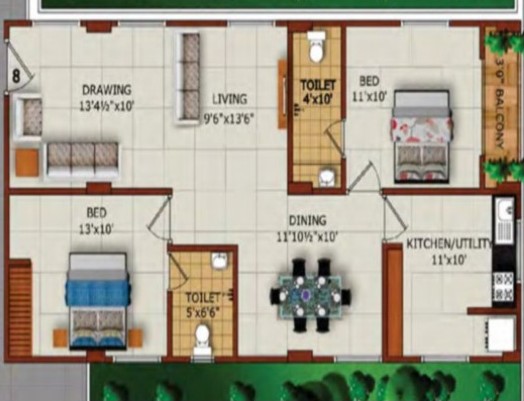 8
DRAWING
13'4½"x10'
LIVING
9'6"x13'6"
TOILET
4'x10'
BED
11'x10'
3'9" BALCONY
BED
13'x10'
DINING
11'10½"x10'
KITCHEN/UTILITY
11'x10'
TOILET
5'x6'6"